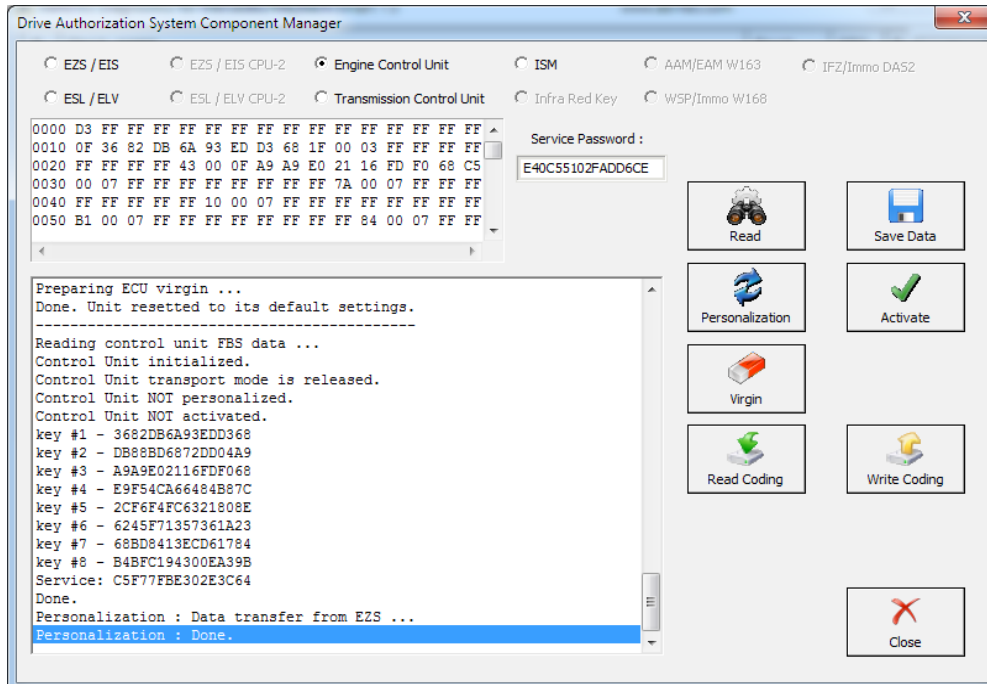 Drive Authorization System Component Manager
EZS / EIS
EZS / EIS CPU-2
Engine Control Unit
ISM
AAM/EAM W163
IFZ/Immo DAS2
ESL / ELV
ESL / ELV CPU-2
Transmission Control Unit
Infra Red Key
WSP/Immo W168
0000 D3 FF FF FF FF FF FF FF FF FF FF FF FF FF FF FF
0010 0F 36 82 DB 6A 93 ED D3 68 1F 00 03 FF FF FF FF
0020 FF FF FF FF 43 00 0F A9 A9 E0 21 16 FD F0 68 C5
0030 00 07 FF FF FF FF FF FF FF FF FF 7A 00 07 FF FF
0040 FF FF FF FF FF 10 00 07 FF FF FF FF FF FF FF FF
0050 B1 00 07 FF FF FF FF FF FF FF FF 84 00 07 FF FF
Service Password :
E40C55102FADD6CE
Read
Save Data
Personalization
Activate
Virgin
Read Coding
Write Coding
Close
Preparing ECU virgin ...
Done. Unit resetted to its default settings.
--------------------------------------------
Reading control unit FBS data ...
Control Unit initialized.
Control Unit transport mode is released.
Control Unit NOT personalized.
Control Unit NOT activated.
key #1 - 3682DB6A93EDD368
key #2 - DB88BD6872DD04A9
key #3 - A9A9E02116FDF068
key #4 - E9F54CA66484B87C
key #5 - 2CF6F4FC6321808E
key #6 - 6245F71357361A23
key #7 - 68BD8413ECD61784
key #8 - B4BFC194300EA39B
Service: C5F77FBE302E3C64
Done.
Personalization : Data transfer from EZS ...
Personalization : Done.